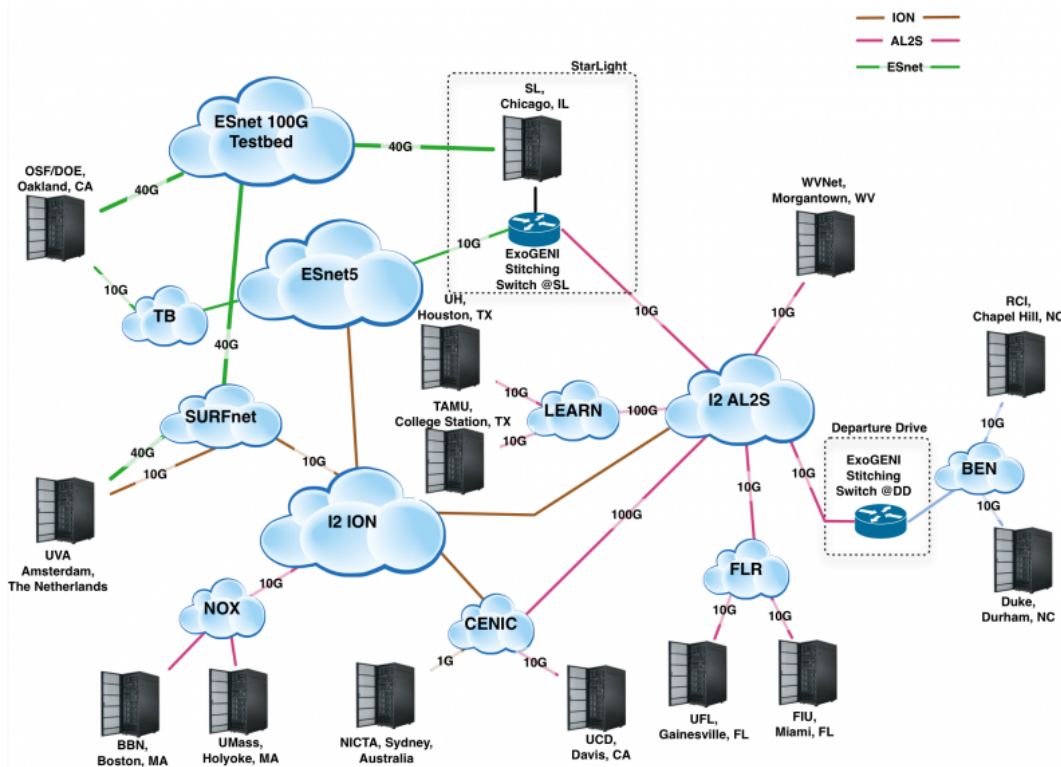 ION
AL2S
ESnet
StarLight
SL,
Chicago, IL
ESnet 100G
Testbed
40G
OSF/DOE,
Oakland, CA
40G
WVNet,
Morgantown, WV
10G
ExoGENI
Stitching
Switch @SL
ESnet5
10G
TB
UH,
Houston, TX
10G
10G
RCI,
Chapel Hill, NC
40G
10G
TAMU,
College Station, TX
10G
LEARN
100G
I2 AL2S
SURFnet
Departure Drive
ExoGENI
Stitching
Switch @DD
10G
BEN
40G
10G
10G
10G
10G
10G
I2 ION
100G
UVA
Amsterdam,
The Netherlands
10G
NOX
FLR
Duke,
Durham, NC
CENIC
10G
10G
1G
10G
BBN,
Boston, MA
UMass,
Holyoke, MA
NICTA, Sydney,
Australia
UCD,
Davis, CA
UFL,
Gainesville, FL
FIU,
Miami, FL